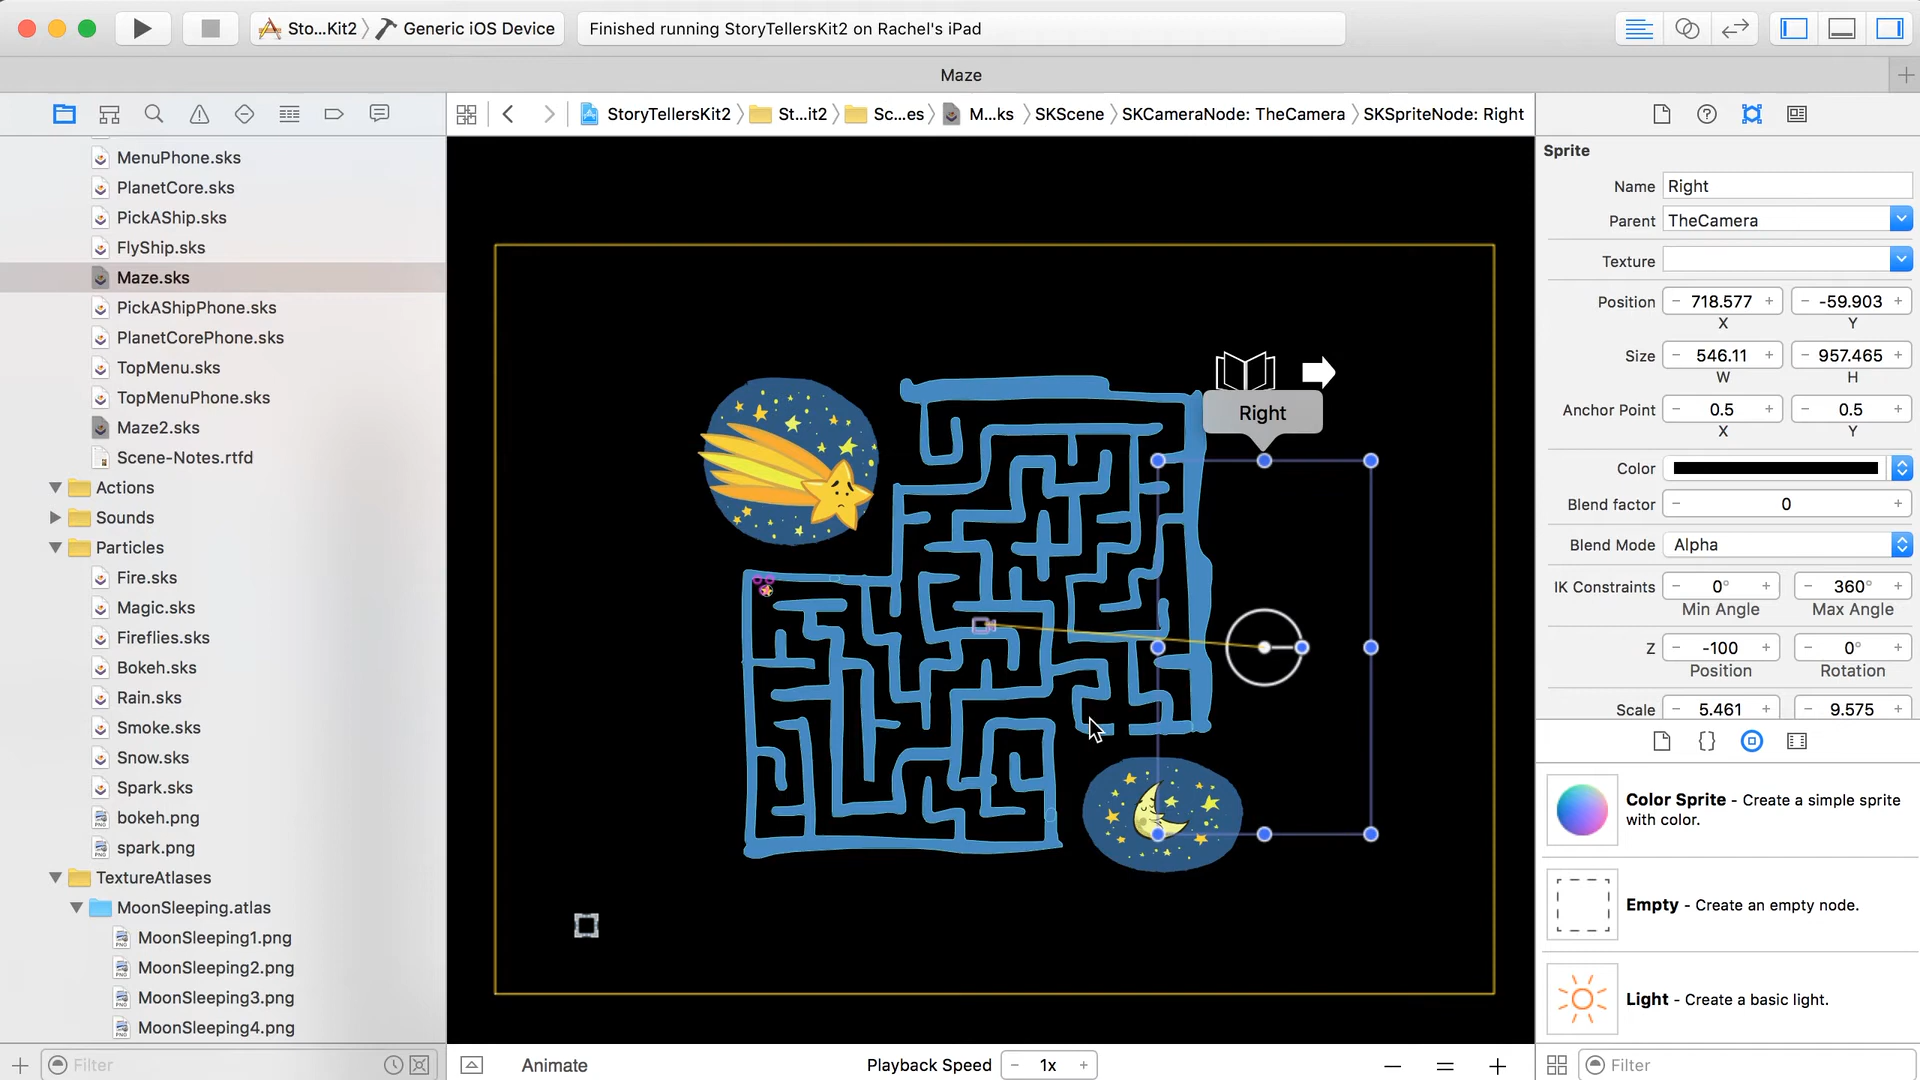 Sto...Kit2
Generic iOS Device
Finished running StoryTellersKit2 on Rachel's iPad
Maze
StoryTellersKit2
St...it2
Sc...es
M...ks
SKScene
SKCameraNode: TheCamera
SKSpriteNode: Right
MenuPhone.sks
PlanetCore.sks
PickAShip.sks
FlyShip.sks
Maze.sks
PickAShipPhone.sks
PlanetCorePhone.sks
TopMenu.sks
TopMenuPhone.sks
Maze2.sks
Scene-Notes.rtfd
Actions
Sounds
Particles
Fire.sks
Magic.sks
Fireflies.sks
Bokeh.sks
Rain.sks
Smoke.sks
Snow.sks
Spark.sks
bokeh.png
spark.png
TextureAtlases
MoonSleeping.atlas
MoonSleeping1.png
MoonSleeping2.png
MoonSleeping3.png
MoonSleeping4.png
Filter
Right
Animate
Playback Speed
− 1x +
Sprite
Name Right
Parent TheCamera
Texture
Position − 718.577 + − -59.903 +
X Y
Size − 546.11 + − 957.465 +
W H
Anchor Point − 0.5 + − 0.5 +
X Y
Color
Blend factor − 0 +
Blend Mode Alpha
IK Constraints − 0° + − 360° +
Min Angle Max Angle
Z − -100 + − 0° +
Position Rotation
Scale − 5.461 + − 9.575 +
Color Sprite - Create a simple sprite
with color.
Empty - Create an empty node.
Light - Create a basic light.
Filter